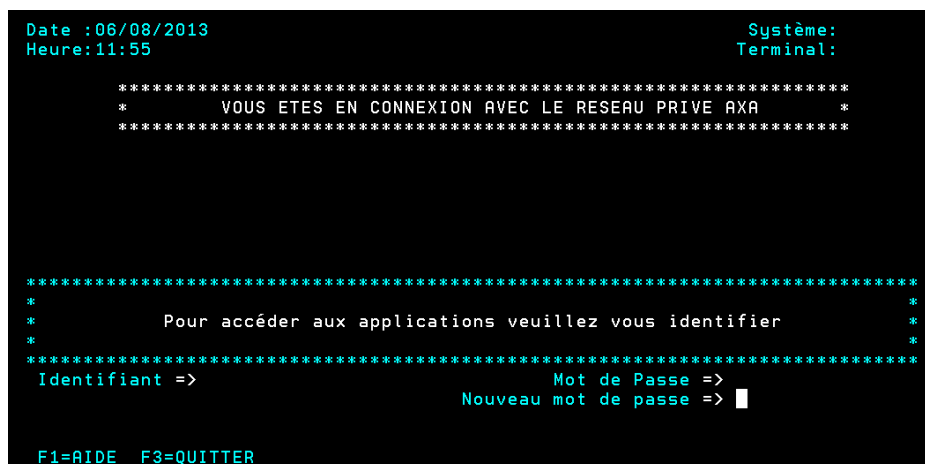 Date :06/08/2013 Système:
Heure:11:55 Terminal:
****************************************************************
* VOUS ETES EN CONNEXION AVEC LE RESEAU PRIVE AXA *
****************************************************************
******************************************************************************
* *
* Pour accéder aux applications veuillez vous identifier *
* *
******************************************************************************
Identifiant => Mot de Passe =>
Nouveau mot de passe =>
F1=AIDE F3=QUITTER